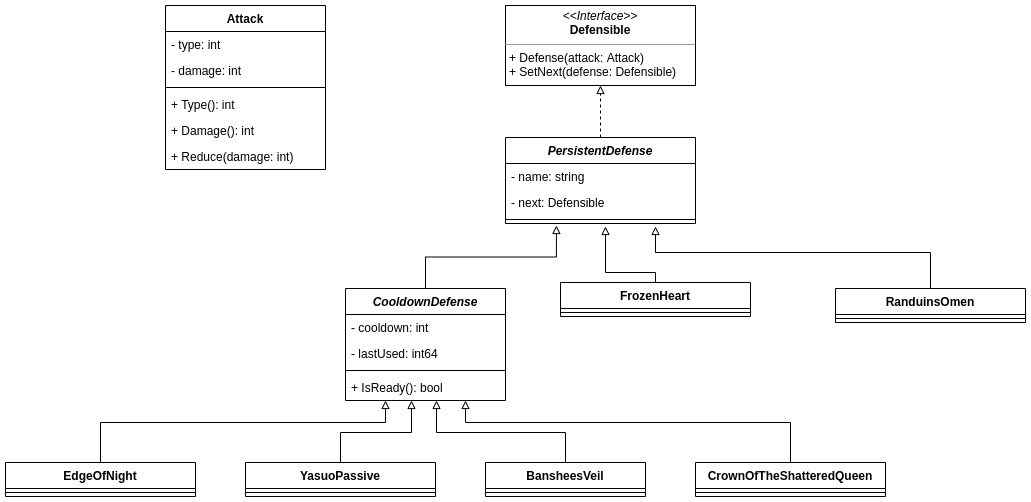 Attack
- type: int
- damage: int
+ Type(): int
+ Damage(): int
+ Reduce(damage: int)
<<Interface>>
Defensible
+ Defense(attack: Attack)
+ SetNext(defense: Defensible)
PersistentDefense
- name: string
- next: Defensible
CooldownDefense
- cooldown: int
- lastUsed: int64
+ IsReady(): bool
FrozenHeart
RanduinsOmen
EdgeOfNight
YasuoPassive
BansheesVeil
CrownOfTheShatteredQueen